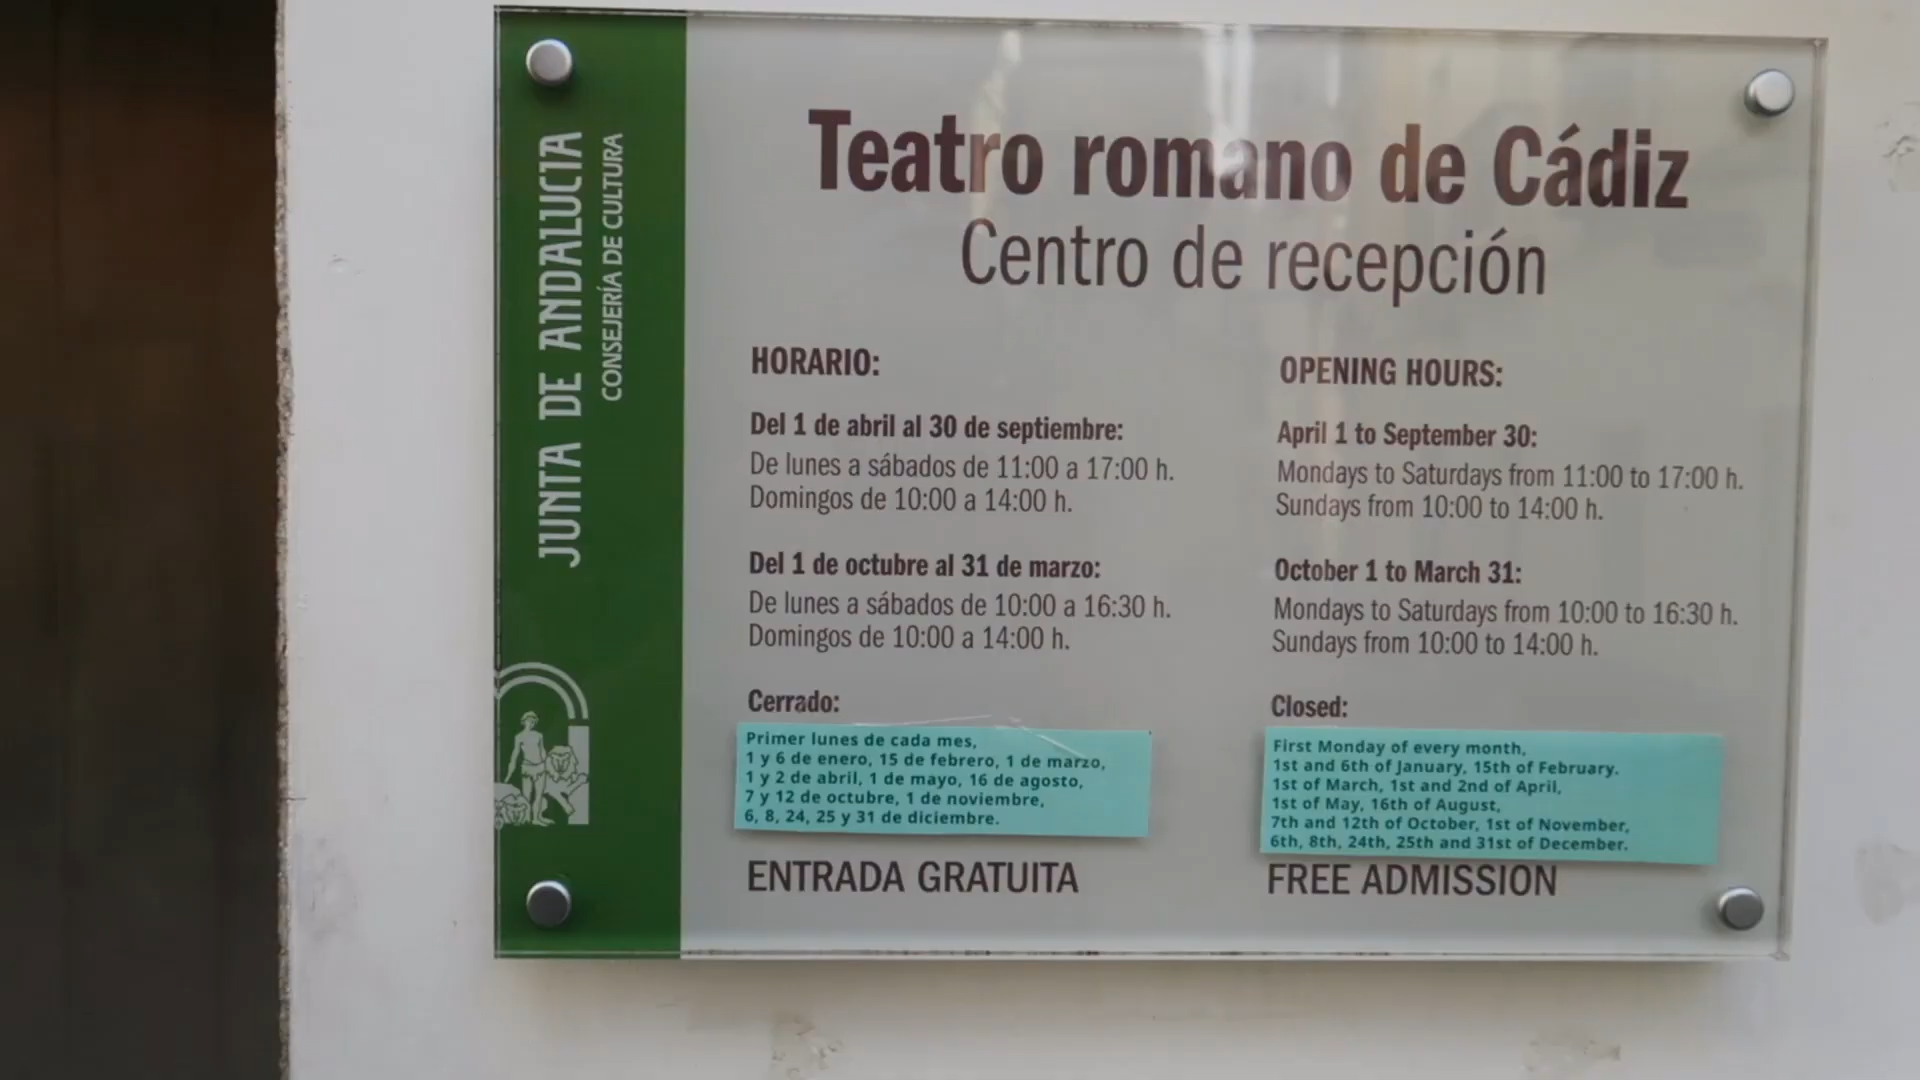 JUNTA DE ANDALUCIA
CONSEJERÍA DE CULTURA
Teatro romano de Cádiz
Centro de recepción
HORARIO:
Del 1 de abril al 30 de septiembre:
De lunes a sábados de 11:00 a 17:00 h.
Domingos de 10:00 a 14:00 h.
Del 1 de octubre al 31 de marzo:
De lunes a sábados de 10:00 a 16:30 h.
Domingos de 10:00 a 14:00 h.
Cerrado:
Primer lunes de cada mes,
1 y 6 de enero, 15 de febrero, 1 de marzo,
1 y 2 de abril, 1 de mayo, 16 de agosto,
7 y 12 de octubre, 1 de noviembre,
6, 8, 24, 25 y 31 de diciembre.
ENTRADA GRATUITA
OPENING HOURS:
April 1 to September 30:
Mondays to Saturdays from 11:00 to 17:00 h.
Sundays from 10:00 to 14:00 h.
October 1 to March 31:
Mondays to Saturdays from 10:00 to 16:30 h.
Sundays from 10:00 to 14:00 h.
Closed:
First Monday of every month,
1st and 6th of January, 15th of February.
1st of March, 1st and 2nd of April,
1st of May, 16th of August,
7th and 12th of October, 1st of November,
6th, 8th, 24th, 25th and 31st of December.
FREE ADMISSION